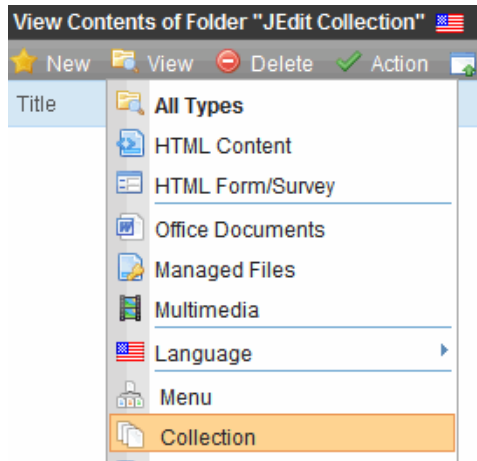 View Contents of Folder "JEdit Collection"
New View Delete Action
Title
All Types
HTML Content
HTML Form/Survey
Office Documents
Managed Files
Multimedia
Language
Menu
Collection